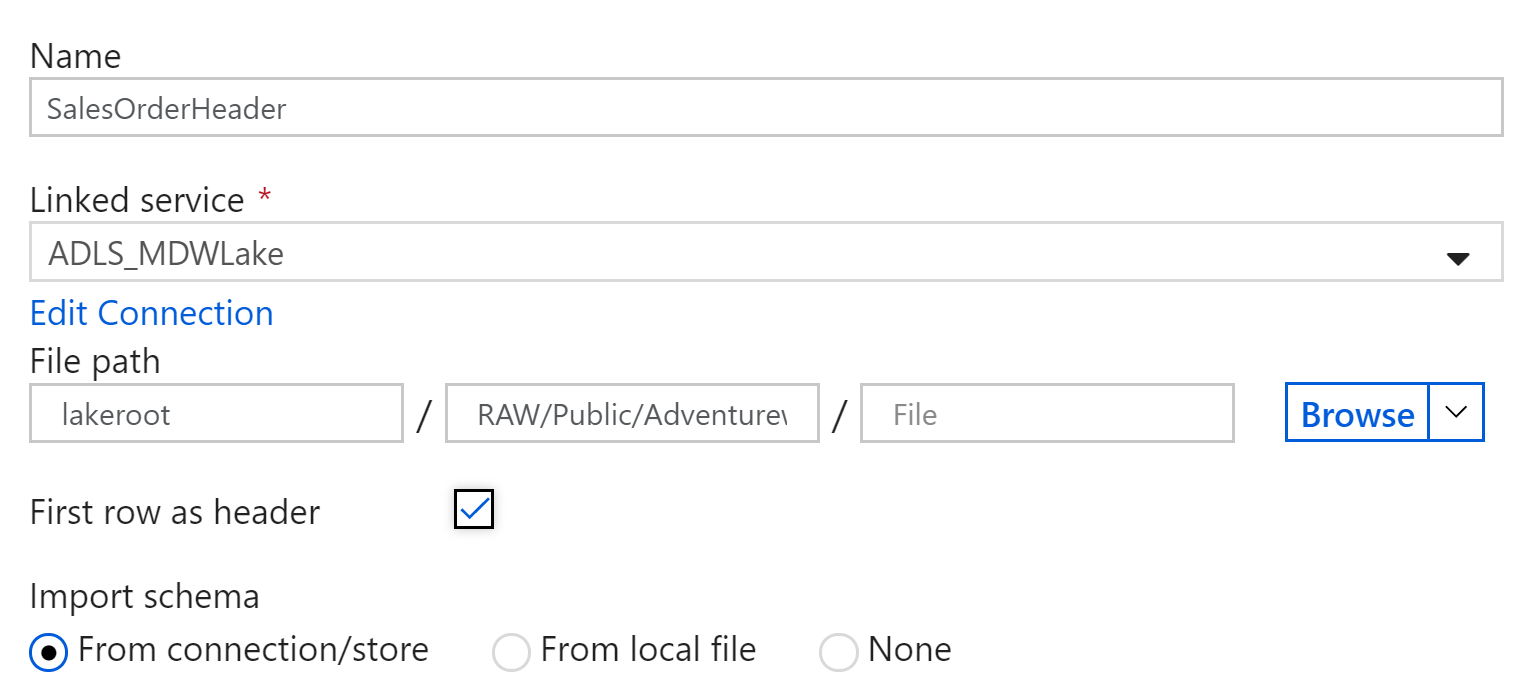 Name
SalesOrderHeader
Linked service *
ADLS_MDWLake
Edit Connection
File path
lakeroot / RAW/Public/Adventure / File Browse
First row as header
Import schema
From connection/store From local file None